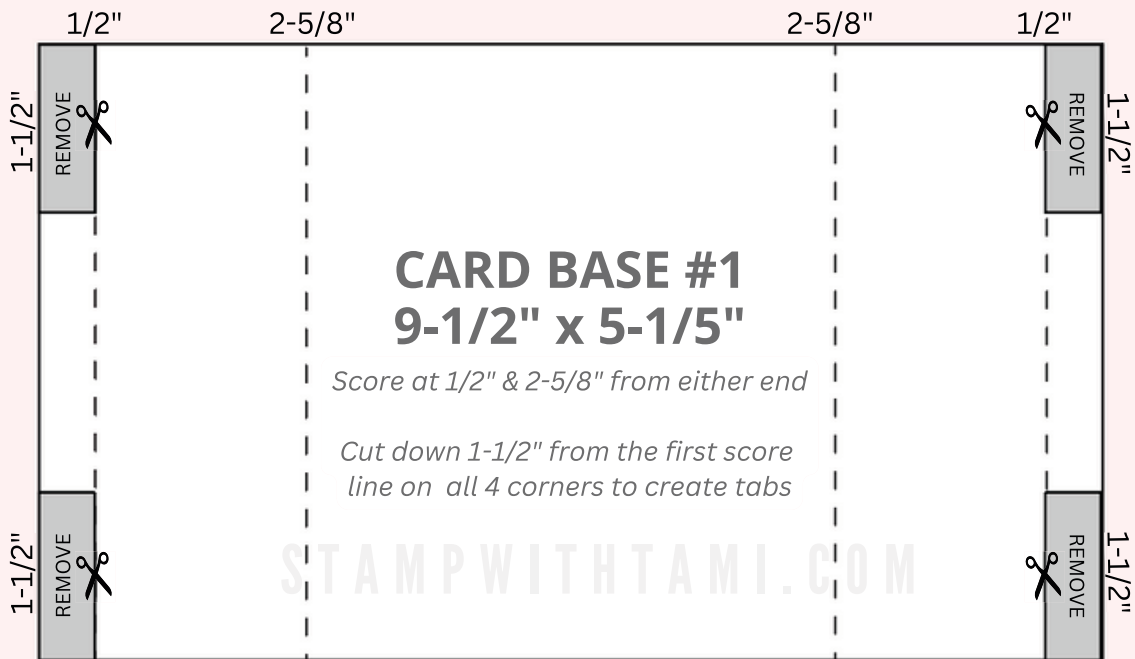 1/2" 2-5/8" 2-5/8" 1/2"
1-1/2"
REMOVE
REMOVE
1-1/2"
CARD BASE #1
9-1/2" x 5-1/5"
Score at 1/2" & 2-5/8" from either end
Cut down 1-1/2" from the first score
line on all 4 corners to create tabs
STAMPWITHTAMI.COM
1-1/2"
REMOVE
REMOVE
1-1/2"